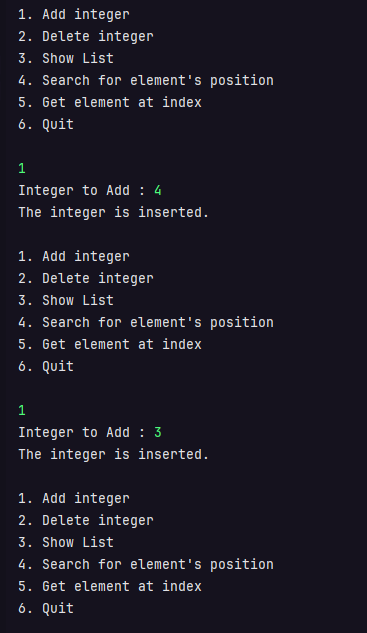 1. Add integer
2. Delete integer
3. Show List
4. Search for element's position
5. Get element at index
6. Quit
1
Integer to Add : 4
The integer is inserted.
1. Add integer
2. Delete integer
3. Show List
4. Search for element's position
5. Get element at index
6. Quit
1
Integer to Add : 3
The integer is inserted.
1. Add integer
2. Delete integer
3. Show List
4. Search for element's position
5. Get element at index
6. Quit